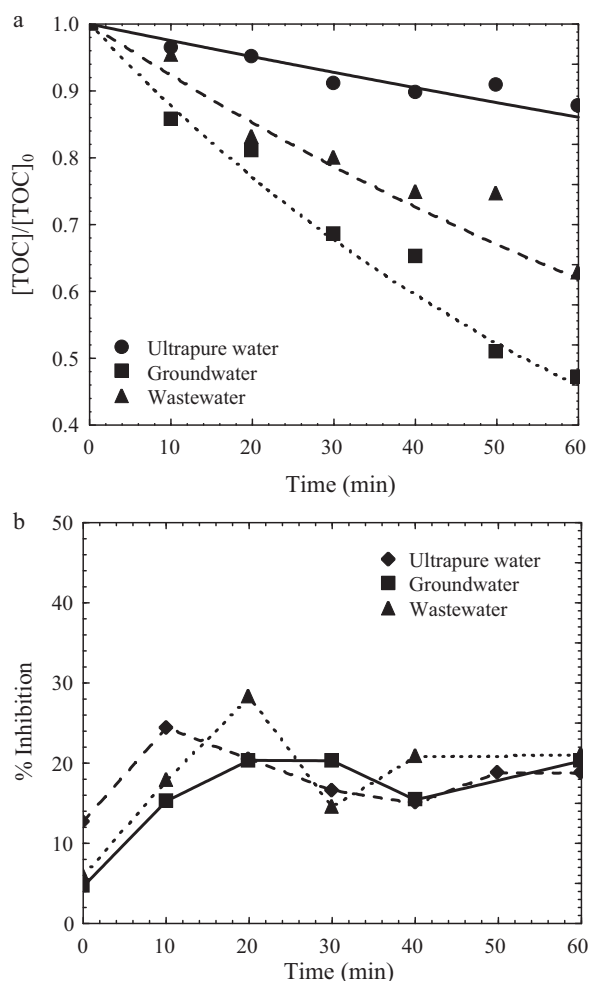 a
1.0
0.9
0.8
0.7
0.6
0.5
0.4
[TOC]/[TOC]0
Ultrapure water
Groundwater
Wastewater
0 10 20 30 40 50 60
Time (min)
b
50
40
30
20
10
0
% Inhibition
Ultrapure water
Groundwater
Wastewater
0 10 20 30 40 50 60
Time (min)